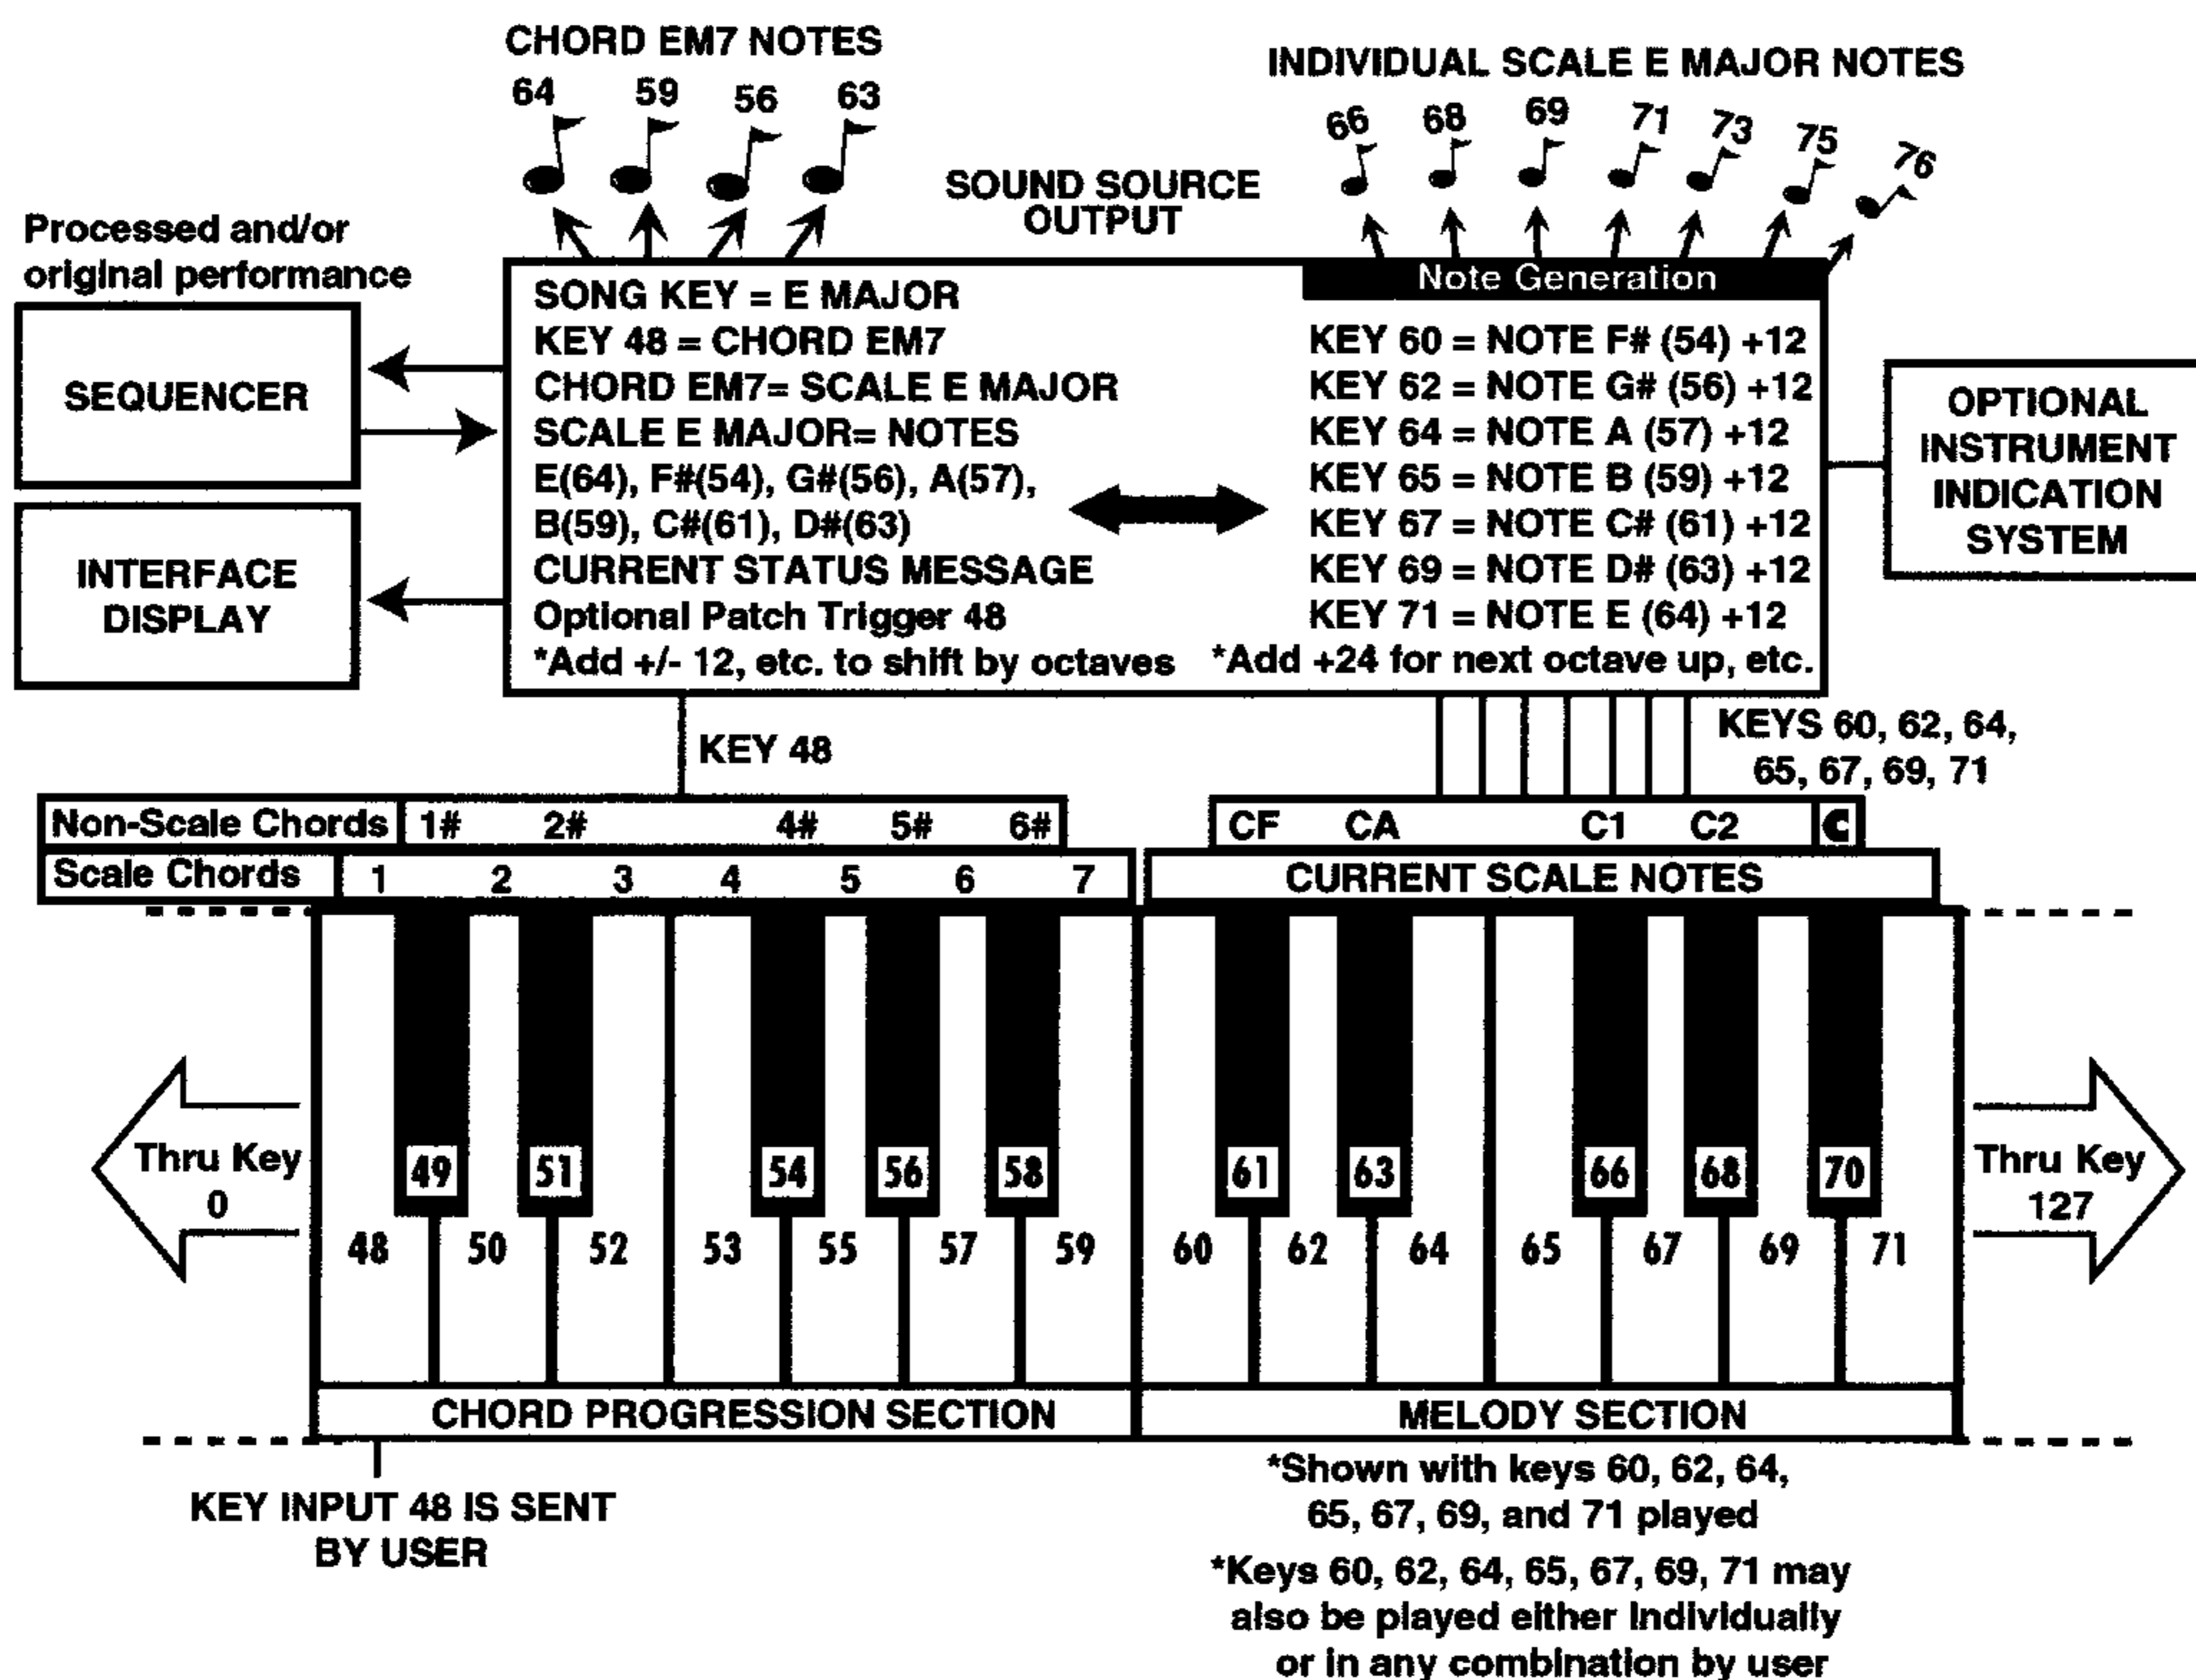 CHORD EM7 NOTES
64 59 56 63
INDIVIDUAL SCALE E MAJOR NOTES
66 68 69 71 73 75 76
SOUND SOURCE
OUTPUT
Processed and/or
original performance
SEQUENCER
INTERFACE
DISPLAY
SONG KEY = E MAJOR
KEY 48 = CHORD EM7
CHORD EM7= SCALE E MAJOR
SCALE E MAJOR= NOTES
E(64), F#(54), G#(56), A(57),
B(59), C#(61), D#(63)
CURRENT STATUS MESSAGE
Optional Patch Trigger 48
*Add +/- 12, etc. to shift by octaves
Note Generation
KEY 60 = NOTE F# (54) +12
KEY 62 = NOTE G# (56) +12
KEY 64 = NOTE A (57) +12
KEY 65 = NOTE B (59) +12
KEY 67 = NOTE C# (61) +12
KEY 69 = NOTE D# (63) +12
KEY 71 = NOTE E (64) +12
*Add +24 for next octave up, etc.
OPTIONAL
INSTRUMENT
INDICATION
SYSTEM
KEY 48
KEYS 60, 62, 64,
65, 67, 69, 71
Non-Scale Chords 1# 2# 4# 5# 6#
CF CA C1 C2 C
Scale Chords 1 2 3 4 5 6 7
CURRENT SCALE NOTES
Thru Key
0
49 51 54 56 58 61 63 66 68 70
48 50 52 53 55 57 59 60 62 64 65 67 69 71
Thru Key
127
CHORD PROGRESSION SECTION
MELODY SECTION
KEY INPUT 48 IS SENT
BY USER
*Shown with keys 60, 62, 64,
65, 67, 69, and 71 played
*Keys 60, 62, 64, 65, 67, 69, 71 may
also be played either individually
or in any combination by user